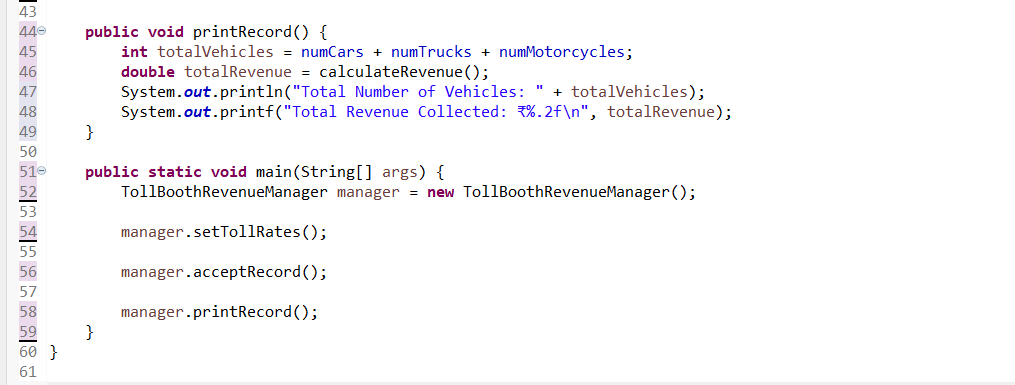 43
44 public void printRecord() {
45 int totalVehicles = numCars + numTrucks + numMotorcycles;
46 double totalRevenue = calculateRevenue();
47 System.out.println("Total Number of Vehicles: " + totalVehicles);
48 System.out.printf("Total Revenue Collected: ₹%.2f\n", totalRevenue);
49 }
50
51 public static void main(String[] args) {
52 TollBoothRevenueManager manager = new TollBoothRevenueManager();
53
54 manager.setTollRates();
55
56 manager.acceptRecord();
57
58 manager.printRecord();
59 }
60 }
61